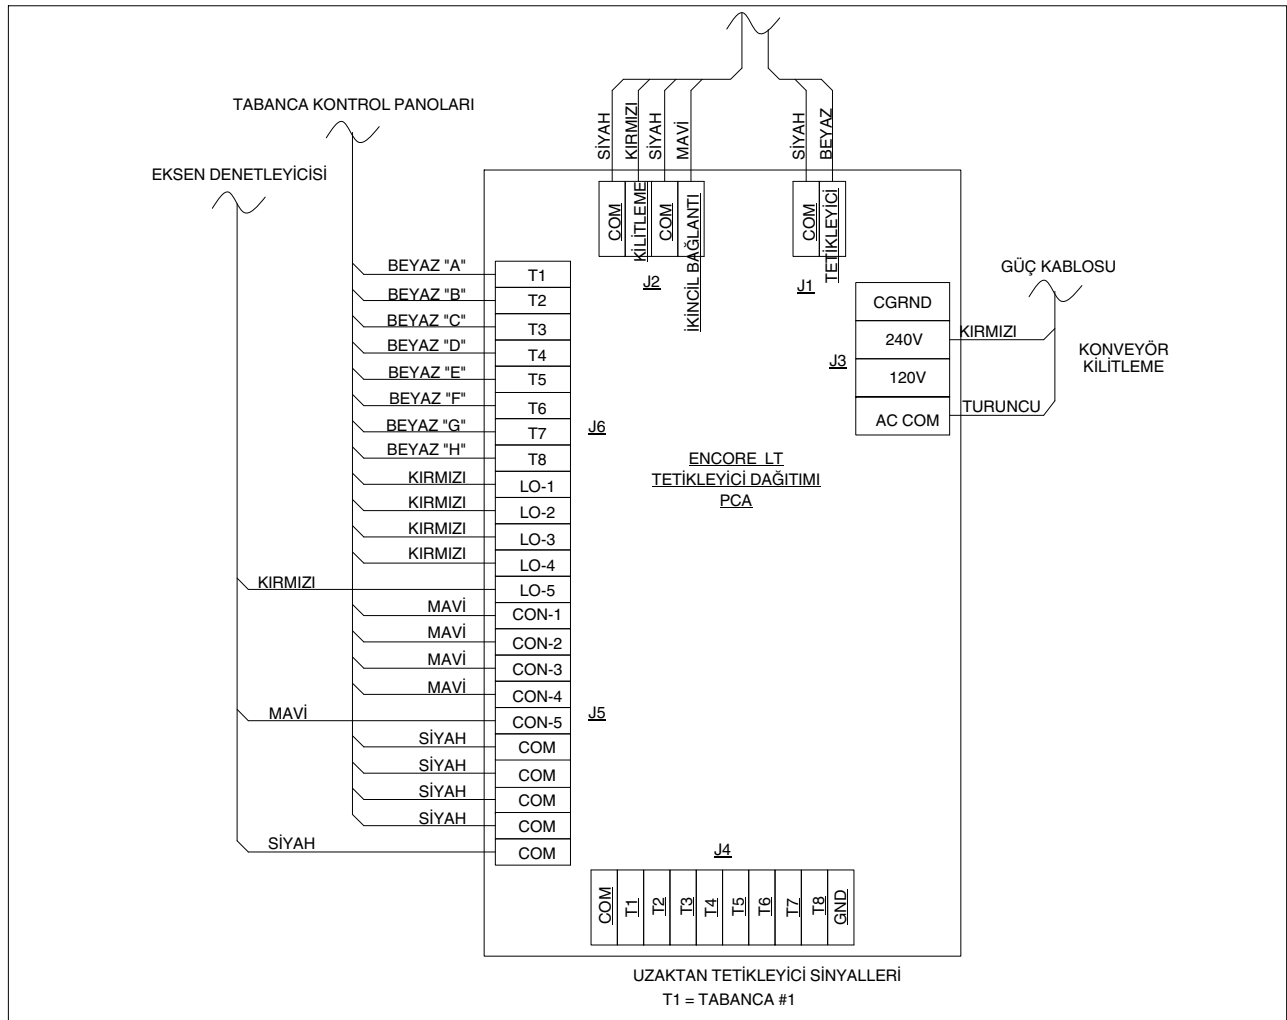 TABANCA KONTROL PANOLARI
EKSEN DENETLEYİCİSİ
SİYAH
KIRMIZI
SİYAH
MAVİ
SİYAH
BEYAZ
COM
KİLİTLEME
COM
İKİNCİL BAĞLANTI
J2
COM
TETİKLEYİCİ
J1
GÜÇ KABLOSU
CGRND
240V
120V
AC COM
J3
KIRMIZI
TURUNCU
KONVEYÖR
KİLİTLEME
BEYAZ "A"
T1
BEYAZ "B"
T2
BEYAZ "C"
T3
BEYAZ "D"
T4
BEYAZ "E"
T5
BEYAZ "F"
T6
BEYAZ "G"
T7
J6
BEYAZ "H"
T8
KIRMIZI
LO-1
KIRMIZI
LO-2
KIRMIZI
LO-3
KIRMIZI
LO-4
KIRMIZI
LO-5
MAVİ
CON-1
MAVİ
CON-2
MAVİ
CON-3
MAVİ
CON-4
MAVİ
CON-5
J5
SİYAH
COM
SİYAH
COM
SİYAH
COM
SİYAH
COM
SİYAH
COM
ENCORE LT
TETİKLEYİCİ DAĞITIMI
PCA
J4
COM
T1
T2
T3
T4
T5
T6
T7
T8
GND
UZAKTAN TETİKLEYİCİ SİNYALLERİ
T1 = TABANCA #1